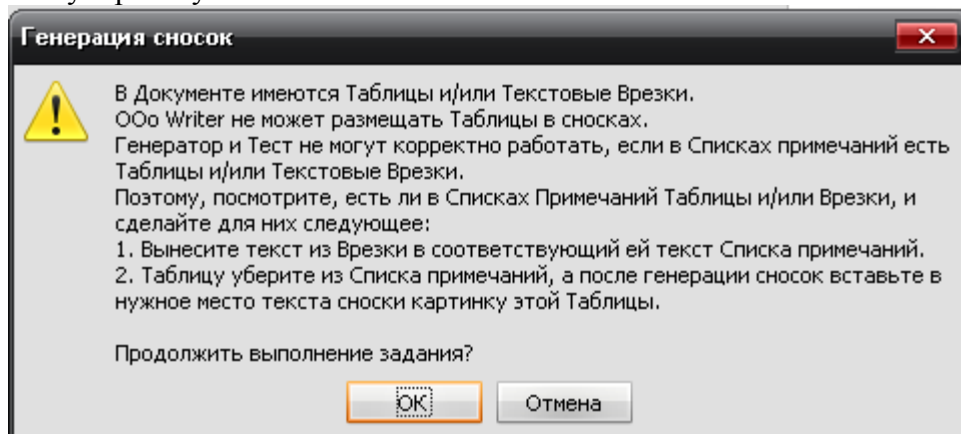 Генерация сносок
В Документе имеются Таблицы и/или Текстовые Врезки.
OOo Writer не может размещать Таблицы в сносках.
Генератор и Тест не могут корректно работать, если в Списках примечаний есть
Таблицы и/или Текстовые Врезки.
Поэтому, посмотрите, есть ли в Списках Примечаний Таблицы и/или Врезки, и
сделайте для них следующее:
1. Вынесите текст из Врезки в соответствующий ей текст Списка примечаний.
2. Таблицу уберите из Списка примечаний, а после генерации сносок вставьте в
нужное место текста сноски картинку этой Таблицы.
Продолжить выполнение задания?
OK
Отмена